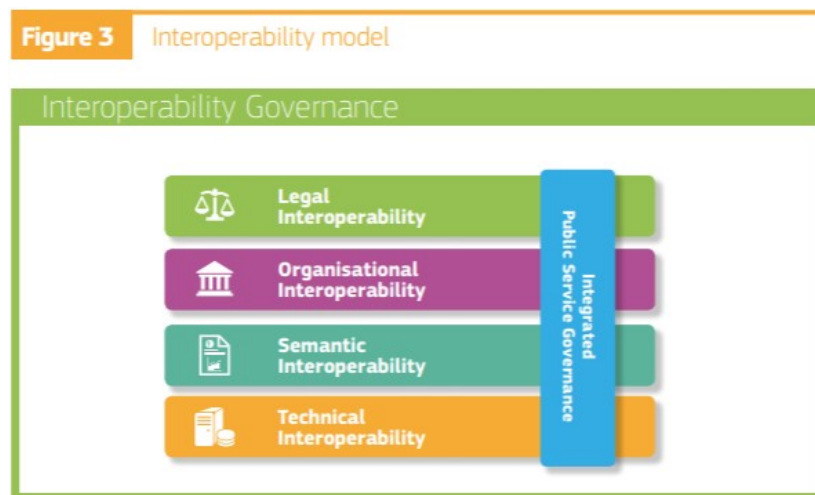 Figure 3 Interoperability model
Interoperability Governance
Legal
Interoperability
Organisational
Interoperability
Semantic
Interoperability
Technical
Interoperability
Integrated
Public Service Governance